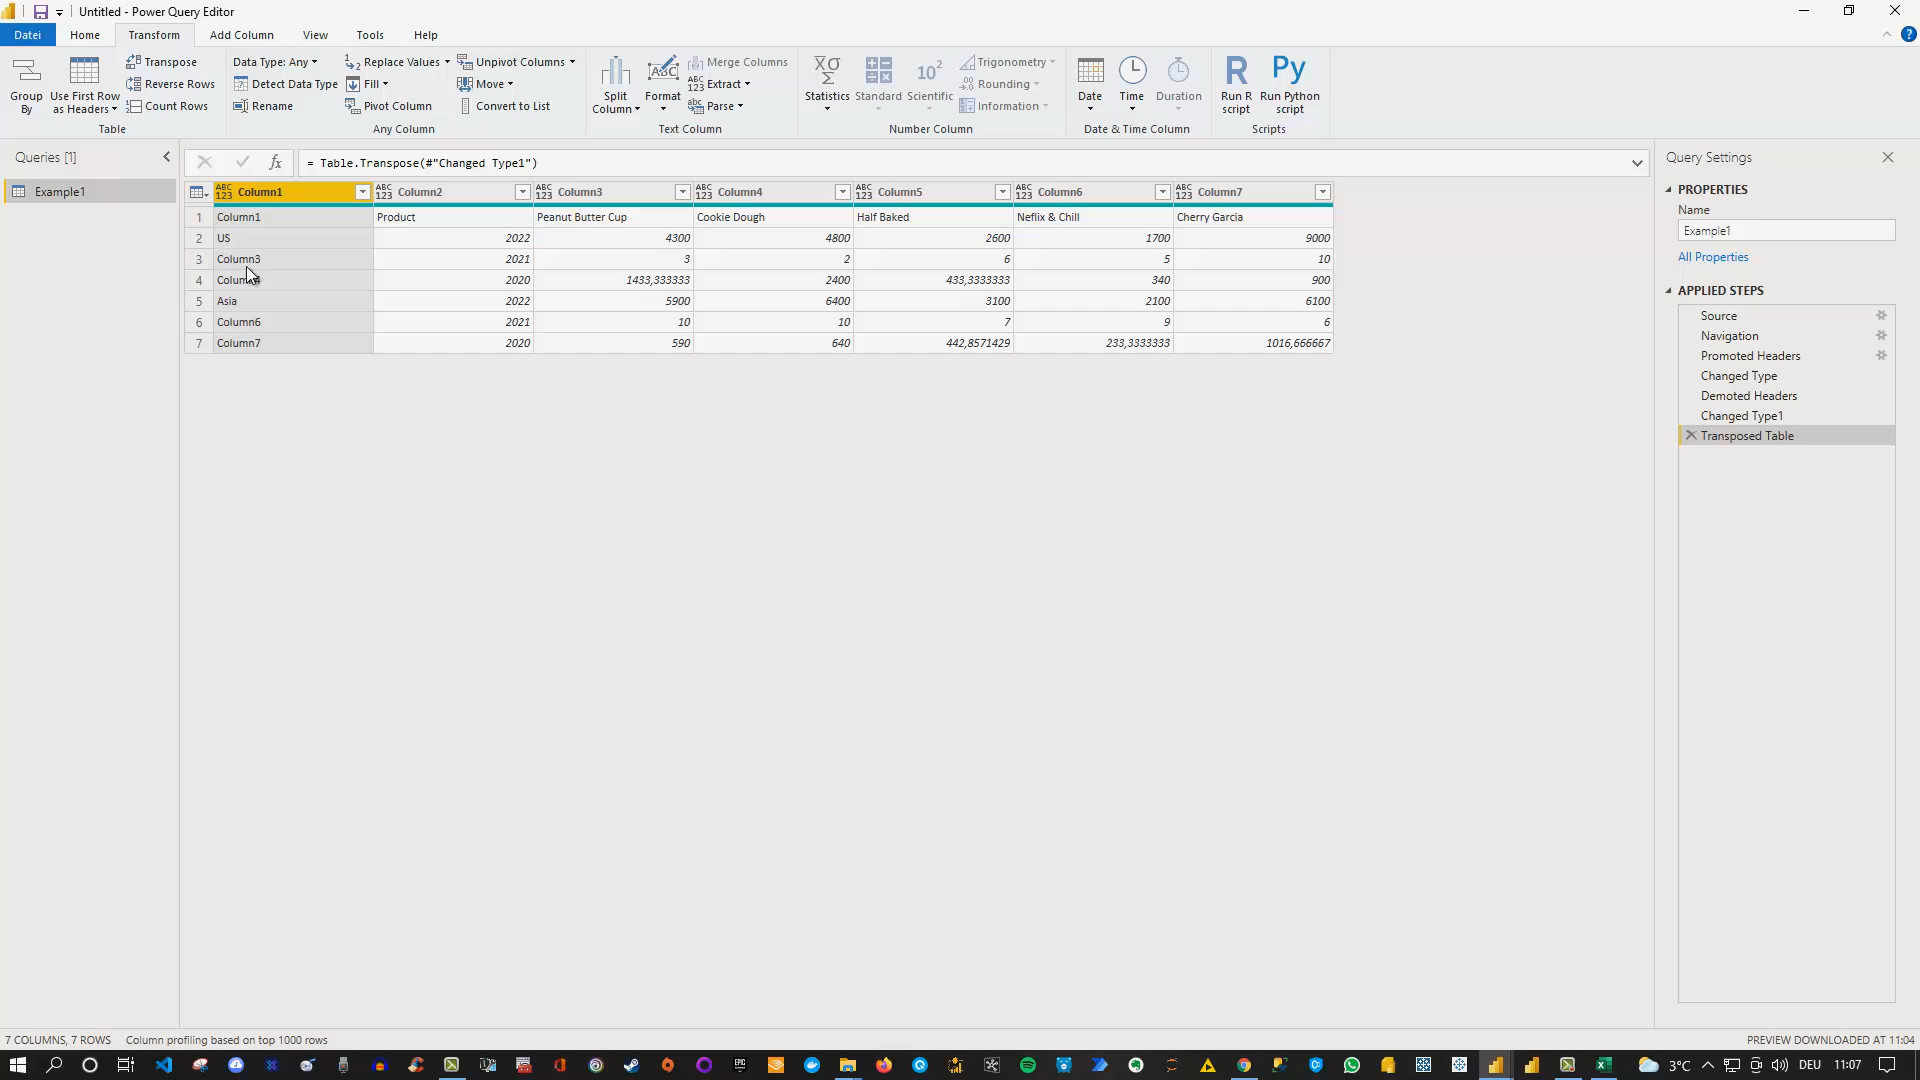 Untitled - Power Query Editor
Datei Home Transform Add Column View Tools Help
Group By
Use First Row as Headers
Transpose
Reverse Rows
Count Rows
Table
Data Type: Any
Detect Data Type
Rename
Replace Values
Fill
Pivot Column
Unpivot Columns
Move
Convert to List
Any Column
Split Column
Format
Merge Columns
Extract
Parse
Text Column
Statistics
Standard
Scientific
Trigonometry
Rounding
Information
Number Column
Date
Time
Duration
Date & Time Column
Run R script
Run Python script
Scripts
Queries [1]
Example1
= Table.Transpose(#"Changed Type1")
Column1 Column2 Column3 Column4 Column5 Column6 Column7
1 Column1 Product Peanut Butter Cup Cookie Dough Half Baked Neflix & Chill Cherry Garcia
2 US 2022 4300 4800 2600 1700 9000
3 Column3 2021 3 2 6 5 10
4 Column4 2020 1433,333333 2400 433,3333333 340 900
5 Asia 2022 5900 6400 3100 2100 6100
6 Column6 2021 10 10 7 9 6
7 Column7 2020 590 640 442,8571429 233,3333333 1016,666667
Query Settings
PROPERTIES
Name
Example1
All Properties
APPLIED STEPS
Source
Navigation
Promoted Headers
Changed Type
Demoted Headers
Changed Type1
Transposed Table
7 COLUMNS, 7 ROWS Column profiling based on top 1000 rows
PREVIEW DOWNLOADED AT 11:04
3°C DEU 11:07